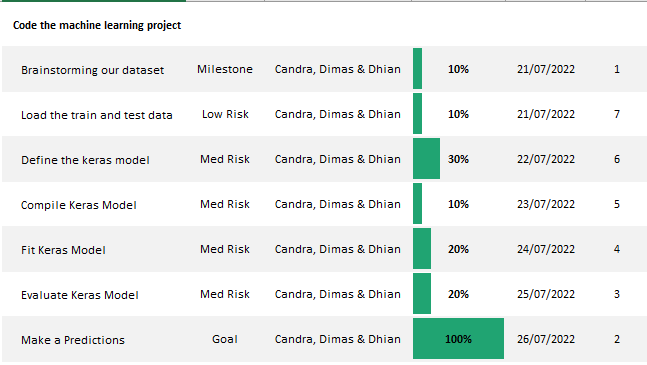 Code the machine learning project
Brainstorming our dataset Milestone Candra, Dimas & Dhian 10% 21/07/2022 1
Load the train and test data Low Risk Candra, Dimas & Dhian 10% 21/07/2022 7
Define the keras model Med Risk Candra, Dimas & Dhian 30% 22/07/2022 6
Compile Keras Model Med Risk Candra, Dimas & Dhian 10% 23/07/2022 5
Fit Keras Model Med Risk Candra, Dimas & Dhian 20% 24/07/2022 4
Evaluate Keras Model Med Risk Candra, Dimas & Dhian 20% 25/07/2022 3
Make a Predictions Goal Candra, Dimas & Dhian 100% 26/07/2022 2